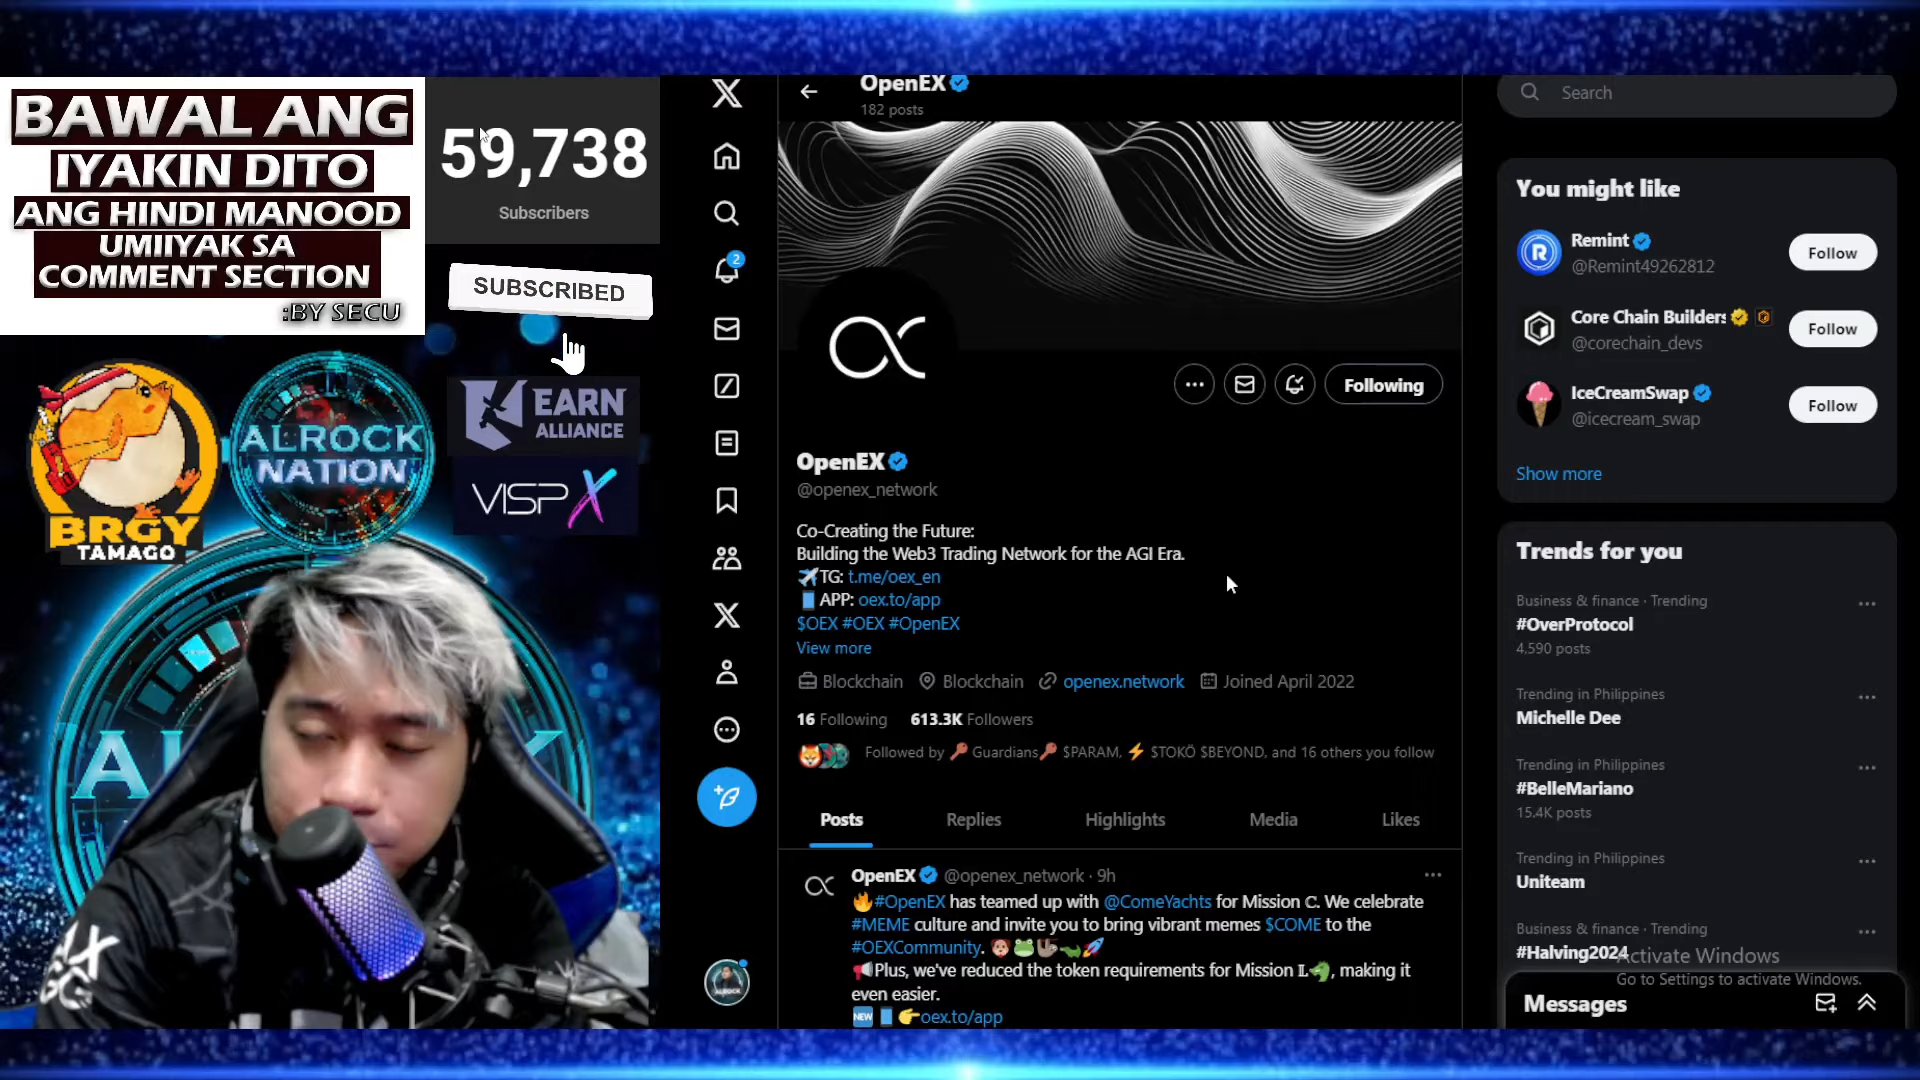 BAWAL ANG
IYAKIN DITO
ANG HINDI MANOOD
UMIIYAK SA
COMMENT SECTION
:BY SECU
59,738
Subscribers
SUBSCRIBED
BRGY
TAMAGO
ALROCK
NATION
EARN
ALLIANCE
VISPX
OpenEX
182 posts
2
Following
OpenEX
@openex_network
Co-Creating the Future:
Building the Web3 Trading Network for the AGI Era.
TG: t.me/oex_en
APP: oex.to/app
$OEX #OEX #OpenEX
View more
Blockchain Blockchain openex.network Joined April 2022
16 Following 613.3K Followers
Followed by Guardians $PARAM, $TOKŌ $BEYOND, and 16 others you follow
Posts Replies Highlights Media Likes
OpenEX @openex_network · 9h
#OpenEX has teamed up with @ComeYachts for Mission C. We celebrate
#MEME culture and invite you to bring vibrant memes $COME to the
#OEXCommunity.
Plus, we've reduced the token requirements for Mission II., making it
even easier.
NEW oex.to/app
Search
You might like
Remint
@Remint49262812
Follow
Core Chain Builders
@corechain_devs
Follow
IceCreamSwap
@icecream_swap
Follow
Show more
Trends for you
Business & finance · Trending
#OverProtocol
4,590 posts
Trending in Philippines
Michelle Dee
Trending in Philippines
#BelleMariano
15.4K posts
Trending in Philippines
Uniteam
Business & finance · Trending
#Halving2024
Activate Windows
Go to Settings to activate Windows.
Messages